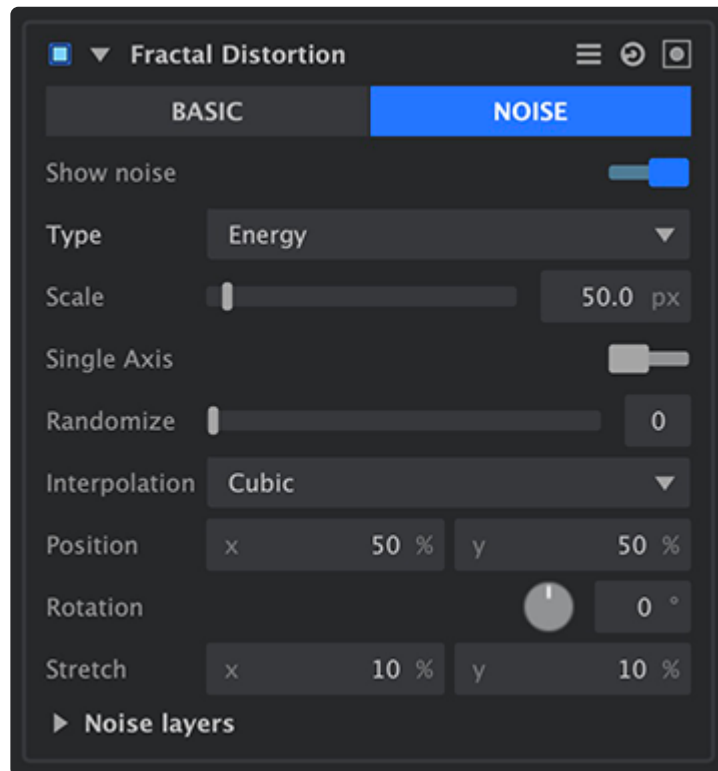 Fractal Distortion
BASIC NOISE
Show noise
Type Energy
Scale 50.0 px
Single Axis
Randomize 0
Interpolation Cubic
Position x 50 % y 50 %
Rotation 0 °
Stretch x 10 % y 10 %
Noise layers